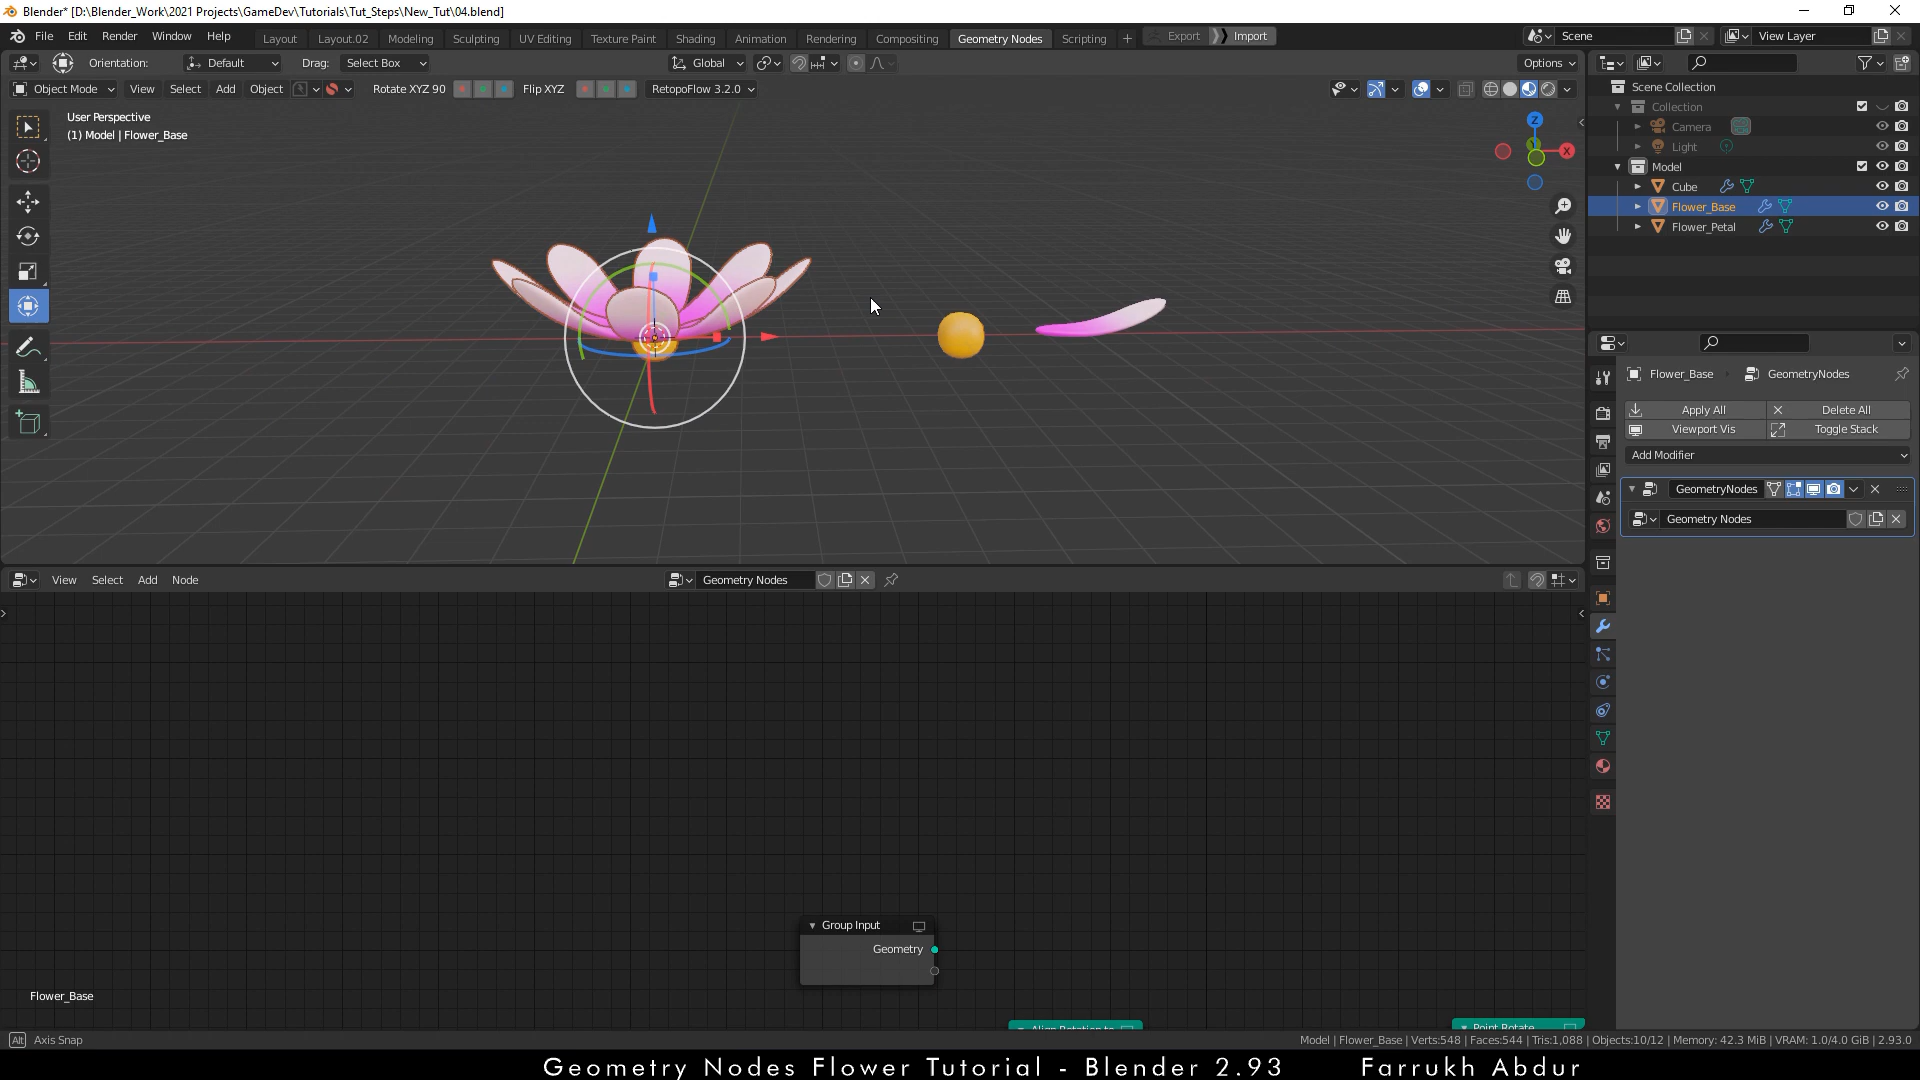 Blender* [D:\Blender_Work\2021 Projects\GameDev\Tutorials\Tut_Steps\New_Tut\04.blend]
File Edit Render Window Help Layout Layout.02 Modeling Sculpting UV Editing Texture Paint Shading Animation Rendering Compositing Geometry Nodes Scripting + Export Import Scene View Layer
Orientation: Default Drag: Select Box Global Options
Object Mode View Select Add Object Rotate XYZ 90 Flip XYZ RetopoFlow 3.2.0
User Perspective
(1) Model | Flower_Base
Z
X
Scene Collection
Collection
Camera
Light
Model
Cube
Flower_Base
Flower_Petal
Flower_Base GeometryNodes
Apply All Delete All
Viewport Vis Toggle Stack
Add Modifier
GeometryNodes
Geometry Nodes
View Select Add Node Geometry Nodes
Group Input
Geometry
Flower_Base
Align Rotation to
Point Rotate
Alt Axis Snap
Model | Flower_Base | Verts:548 | Faces:544 | Tris:1,088 | Objects:10/12 | Memory: 42.3 MiB | VRAM: 1.0/4.0 GiB | 2.93.0
Geometry Nodes Flower Tutorial - Blender 2.93 Farrukh Abdur